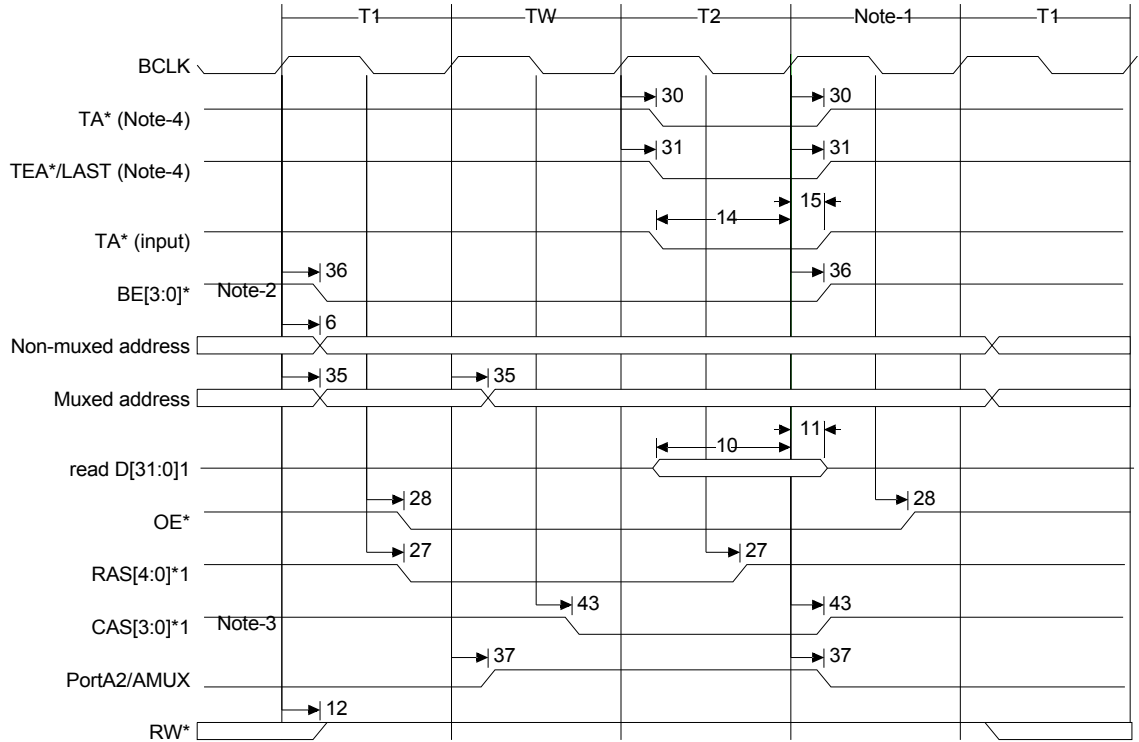 T1 TW T2 Note-1 T1
BCLK
30 30
TA* (Note-4)
31 31
TEA*/LAST (Note-4)
15
14
TA* (input)
36 36
BE[3:0]* Note-2
6
Non-muxed address
35 35
Muxed address
11
10
read D[31:0]1
28 28
OE*
27 27
RAS[4:0]*1
43 43
CAS[3:0]*1 Note-3
37 37
PortA2/AMUX
12
RW*